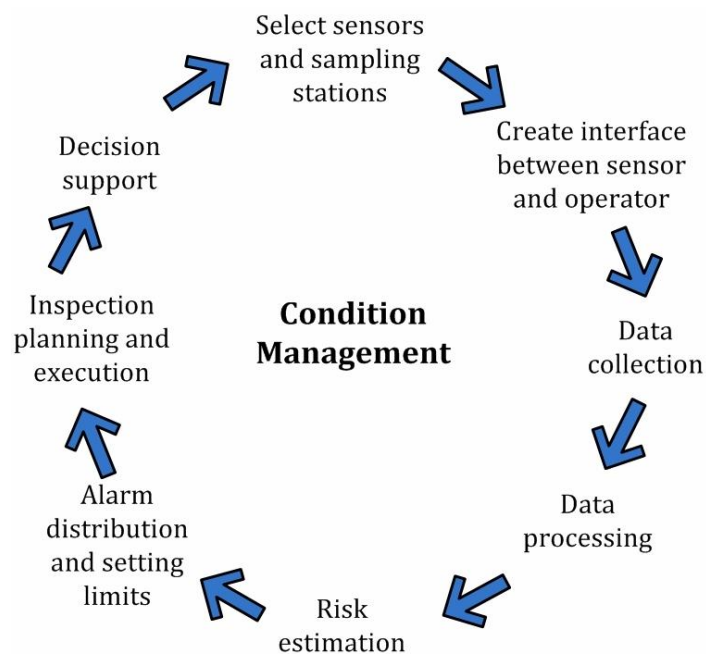 Select sensors
and sampling
stations
Create interface
between sensor
and operator
Data
collection
Data
processing
Risk
estimation
Alarm
distribution
and setting
limits
Inspection
planning and
execution
Decision
support
Condition
Management